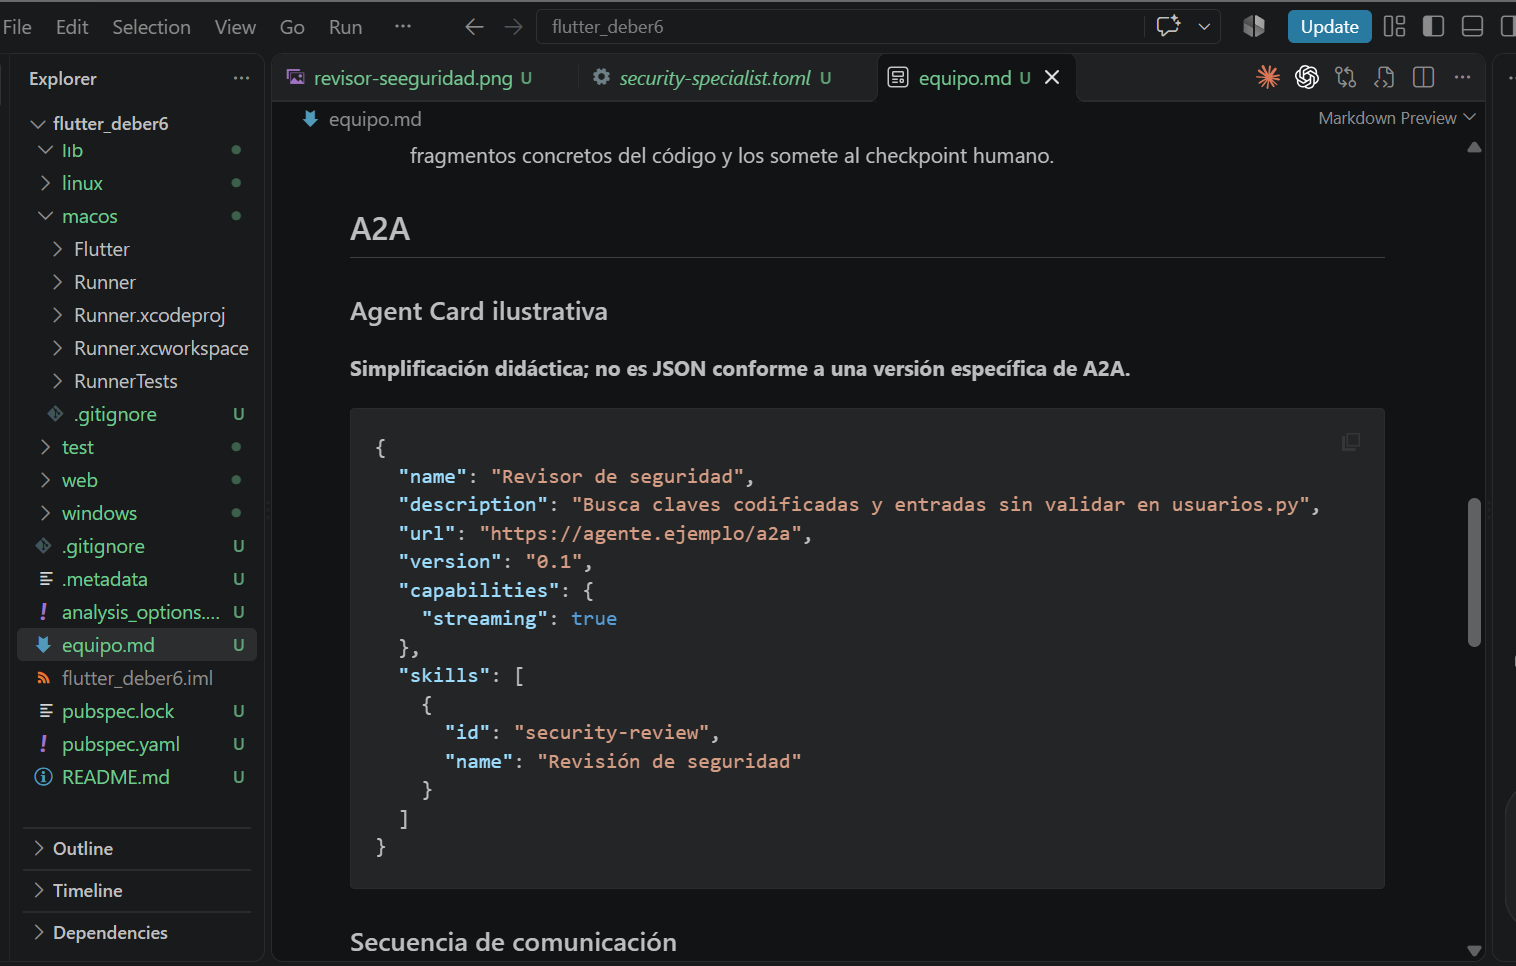 File Edit Selection View Go Run ···
flutter_deber6
Update
Explorer ···
flutter_deber6
lib
linux
macos
Flutter
Runner
Runner.xcodeproj
Runner.xcworkspace
RunnerTests
.gitignore U
test
web
windows
.gitignore U
.metadata U
analysis_options.... U
equipo.md U
flutter_deber6.iml
pubspec.lock U
pubspec.yaml U
README.md U
Outline
Timeline
Dependencies
revisor-seeguridad.png U
security-specialist.toml U
equipo.md U
equipo.md
Markdown Preview
fragmentos concretos del código y los somete al checkpoint humano.
A2A
Agent Card ilustrativa
Simplificación didáctica; no es JSON conforme a una versión específica de A2A.
{
"name": "Revisor de seguridad",
"description": "Busca claves codificadas y entradas sin validar en usuarios.py",
"url": "https://agente.ejemplo/a2a",
"version": "0.1",
"capabilities": {
"streaming": true
},
"skills": [
{
"id": "security-review",
"name": "Revisión de seguridad"
}
]
}
Secuencia de comunicación